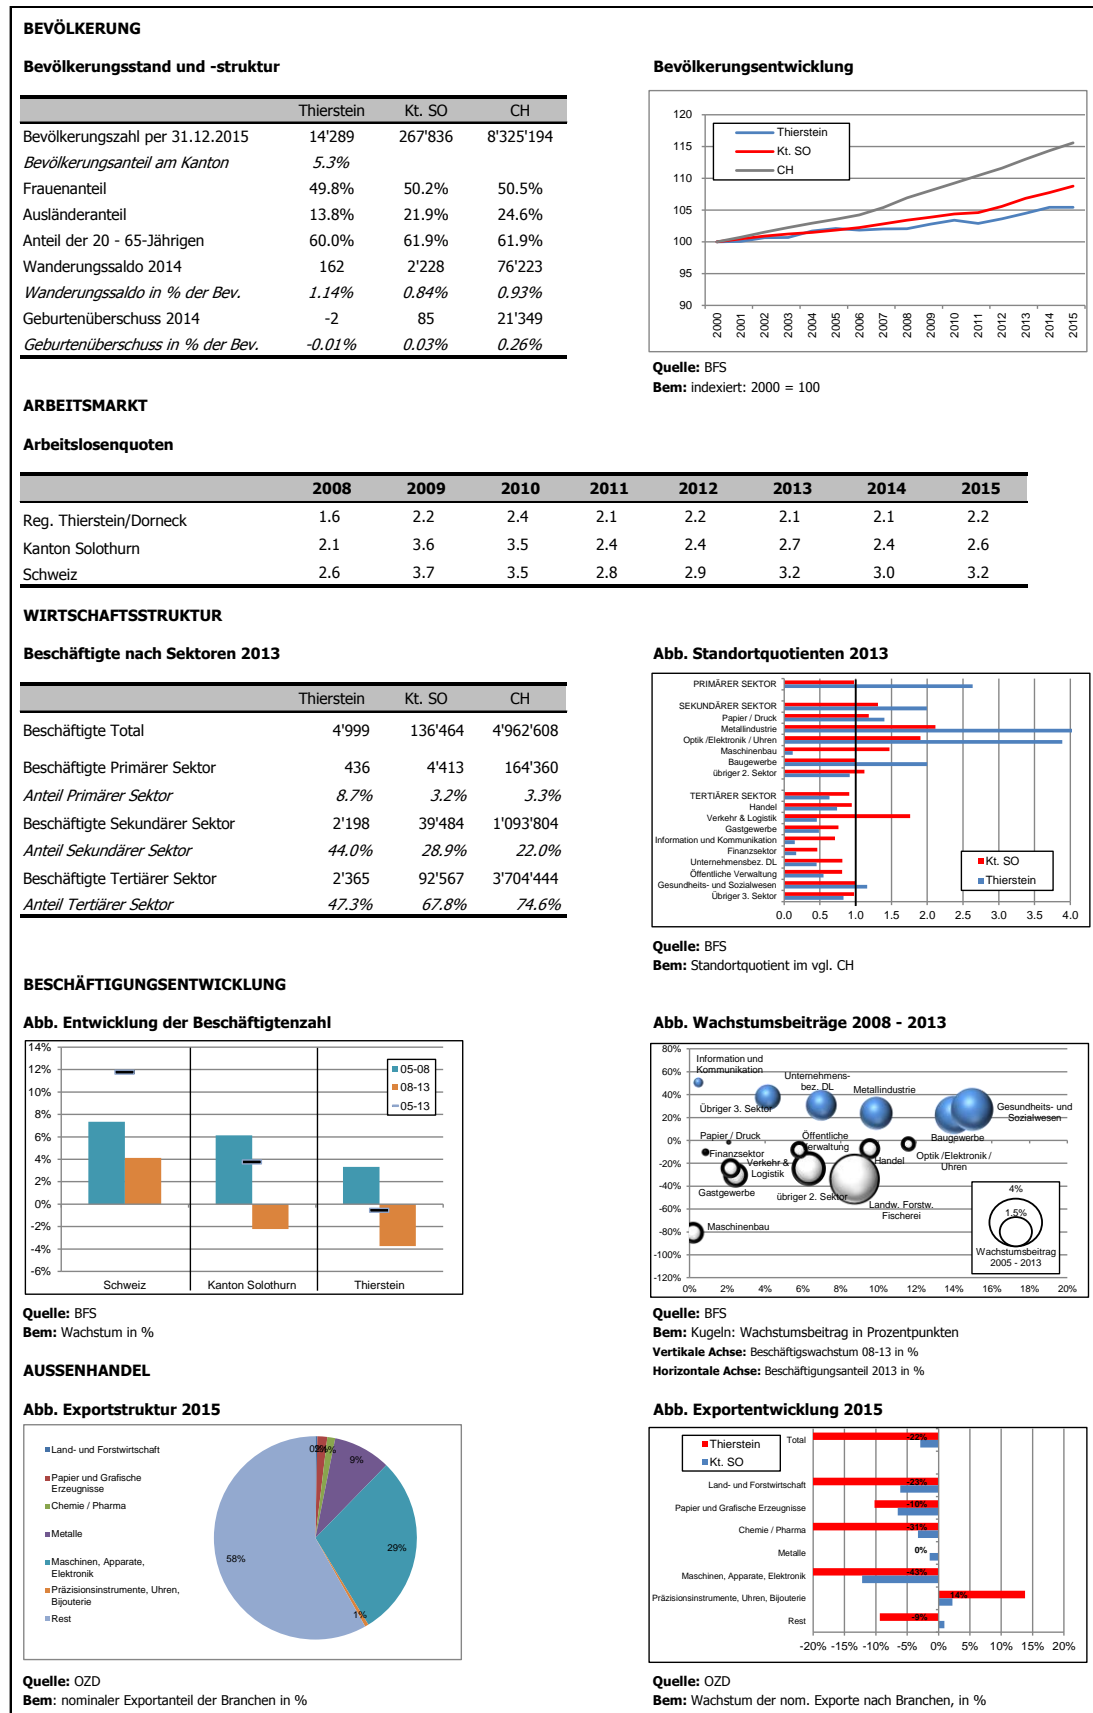 BEVÖLKERUNG
Bevölkerungsstand und -struktur
Thierstein Kt. SO CH
Bevölkerungszahl per 31.12.2015 14'289 267'836 8'325'194
Bevölkerungsanteil am Kanton 5.3%
Frauenanteil 49.8% 50.2% 50.5%
Ausländeranteil 13.8% 21.9% 24.6%
Anteil der 20 - 65-Jährigen 60.0% 61.9% 61.9%
Wanderungssaldo 2014 162 2'228 76'223
Wanderungssaldo in % der Bev. 1.14% 0.84% 0.93%
Geburtenüberschuss 2014 -2 85 21'349
Geburtenüberschuss in % der Bev. -0.01% 0.03% 0.26%
Bevölkerungsentwicklung
120
115
110
105
100
95
90
Thierstein
Kt. SO
CH
2000 2001 2002 2003 2004 2005 2006 2007 2008 2009 2010 2011 2012 2013 2014 2015
Quelle: BFS
Bem: indexiert: 2000 = 100
ARBEITSMARKT
Arbeitslosenquoten
2008 2009 2010 2011 2012 2013 2014 2015
Reg. Thierstein/Dorneck 1.6 2.2 2.4 2.1 2.2 2.1 2.1 2.2
Kanton Solothurn 2.1 3.6 3.5 2.4 2.4 2.7 2.4 2.6
Schweiz 2.6 3.7 3.5 2.8 2.9 3.2 3.0 3.2
WIRTSCHAFTSSTRUKTUR
Beschäftigte nach Sektoren 2013
Thierstein Kt. SO CH
Beschäftigte Total 4'999 136'464 4'962'608
Beschäftigte Primärer Sektor 436 4'413 164'360
Anteil Primärer Sektor 8.7% 3.2% 3.3%
Beschäftigte Sekundärer Sektor 2'198 39'484 1'093'804
Anteil Sekundärer Sektor 44.0% 28.9% 22.0%
Beschäftigte Tertiärer Sektor 2'365 92'567 3'704'444
Anteil Tertiärer Sektor 47.3% 67.8% 74.6%
Abb. Standortquotienten 2013
PRIMÄRER SEKTOR
SEKUNDÄRER SEKTOR
Papier / Druck
Metallindustrie
Optik /Elektronik / Uhren
Maschinenbau
Baugewerbe
übriger 2. Sektor
TERTIÄRER SEKTOR
Handel
Verkehr & Logistik
Gastgewerbe
Information und Kommunikation
Finanzsektor
Unternehmensbez. DL
Öffentliche Verwaltung
Gesundheits- und Sozialwesen
Übriger 3. Sektor
Kt. SO
Thierstein
0.0 0.5 1.0 1.5 2.0 2.5 3.0 3.5 4.0
Quelle: BFS
Bem: Standortquotient im vgl. CH
BESCHÄFTIGUNGSENTWICKLUNG
Abb. Entwicklung der Beschäftigtenzahl
14%
12%
10%
8%
6%
4%
2%
0%
-2%
-4%
-6%
05-08
08-13
05-13
Schweiz Kanton Solothurn Thierstein
Quelle: BFS
Bem: Wachstum in %
Abb. Wachstumsbeiträge 2008 - 2013
80%
60%
40%
20%
0%
-20%
-40%
-60%
-80%
-100%
-120%
Information und
Kommunikation
Unternehmens-
bez. DL
Metallindustrie
Übriger 3. Sektor
Gesundheits- und
Sozialwesen
Papier / Druck
Öffentliche
Verwaltung
Baugewerbe
Finanzsektor
Verkehr &
Logistik
Handel
Optik /Elektronik /
Uhren
Gastgewerbe
übriger 2. Sektor
Landw. Forstw.
Fischerei
Maschinenbau
4%
1.5%
Wachstumsbeitrag
2005 - 2013
0% 2% 4% 6% 8% 10% 12% 14% 16% 18% 20%
Quelle: BFS
Bem: Kugeln: Wachstumsbeitrag in Prozentpunkten
Vertikale Achse: Beschäftigswachstum 08-13 in %
Horizontale Achse: Beschäftigungsanteil 2013 in %
AUSSENHANDEL
Abb. Exportstruktur 2015
Land- und Forstwirtschaft
Papier und Grafische
Erzeugnisse
Chemie / Pharma
Metalle
Maschinen, Apparate,
Elektronik
Präzisionsinstrumente, Uhren,
Bijouterie
Rest
9%
29%
1%
58%
Quelle: OZD
Bem: nominaler Exportanteil der Branchen in %
Abb. Exportentwicklung 2015
Thierstein
Kt. SO
Total -22%
Land- und Forstwirtschaft -23%
Papier und Grafische Erzeugnisse -10%
Chemie / Pharma -31%
Metalle 0%
Maschinen, Apparate, Elektronik -43%
Präzisionsinstrumente, Uhren, Bijouterie 14%
Rest -9%
-20% -15% -10% -5% 0% 5% 10% 15% 20%
Quelle: OZD
Bem: Wachstum der nom. Exporte nach Branchen, in %